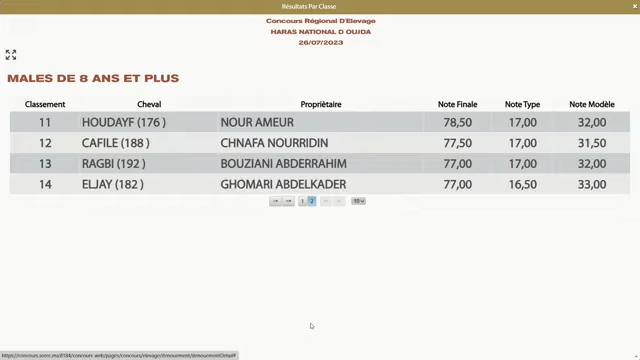 Résultats Par Classe
Concours Régional D'Elevage
HARAS NATIONAL D OUJDA
26/07/2023
MALES DE 8 ANS ET PLUS
Classement Cheval Propriètaire Note Finale Note Type Note Modèle
11 HOUDAYF (176 ) NOUR AMEUR 78,50 17,00 32,00
12 CAFILE (188 ) CHNAFA NOURRIDIN 77,50 17,00 31,50
13 RAGBI (192 ) BOUZIANI ABDERRAHIM 77,00 17,00 32,00
14 ELJAY (182 ) GHOMARI ABDELKADER 77,00 16,50 33,00
1 2 10